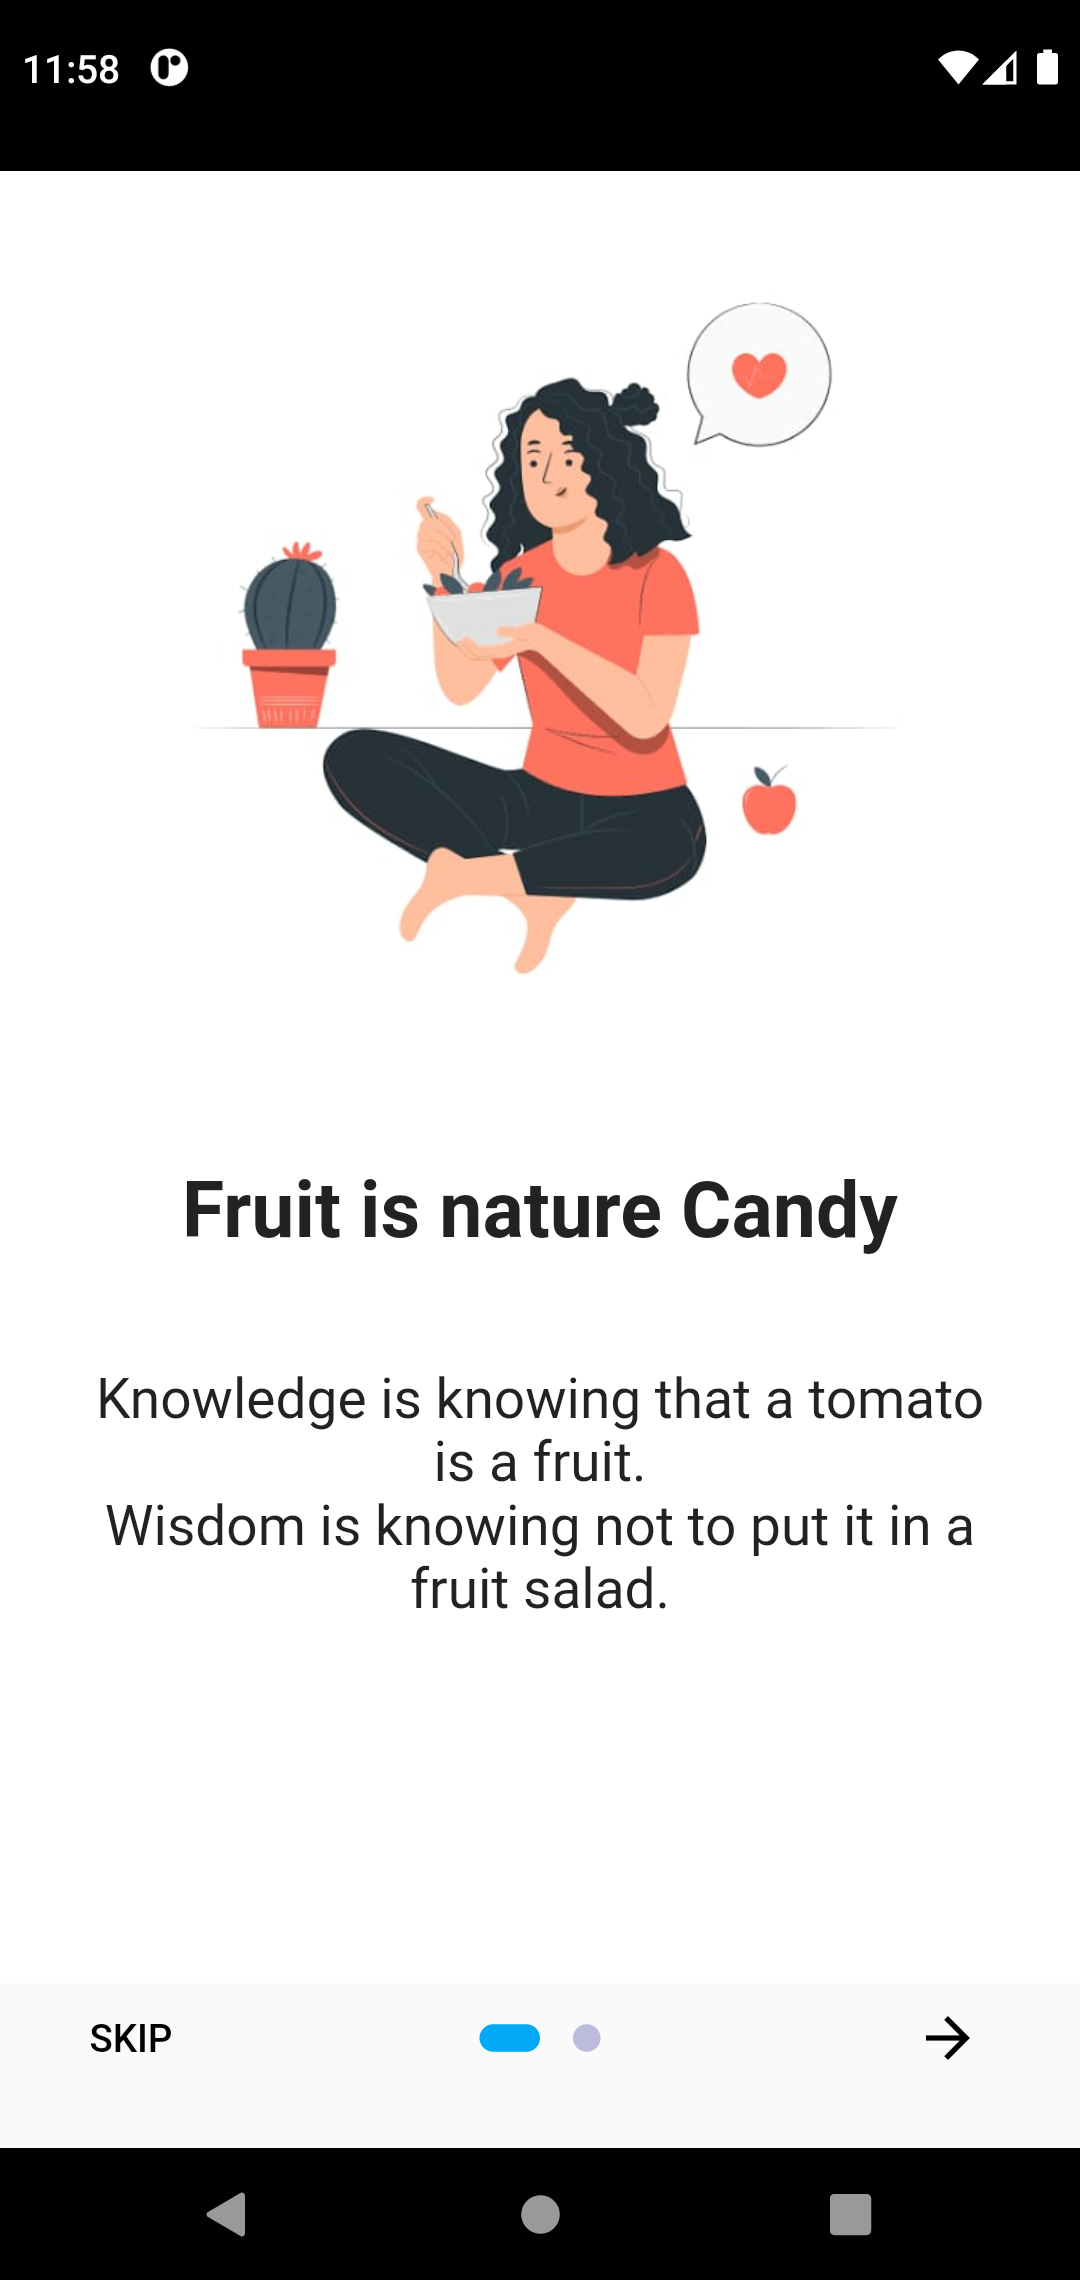 11:58
Fruit is nature Candy
Knowledge is knowing that a tomato
is a fruit.
Wisdom is knowing not to put it in a
fruit salad.
SKIP